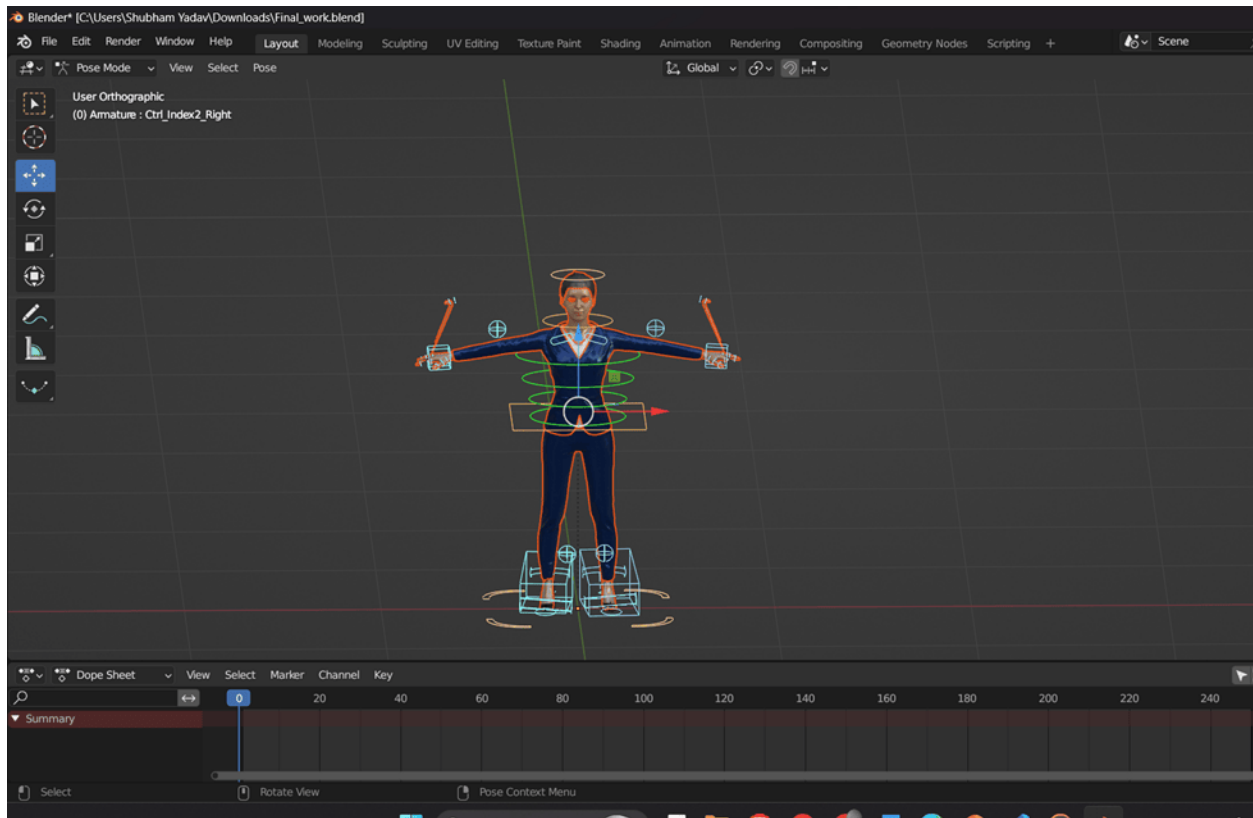 Blender* [C:\Users\Shubham Yadav\Downloads\Final_work.blend]
File Edit Render Window Help Layout Modeling Sculpting UV Editing Texture Paint Shading Animation Rendering Compositing Geometry Nodes Scripting + Scene
Pose Mode View Select Pose Global
User Orthographic
(0) Armature : Ctrl_Index2_Right
Dope Sheet View Select Marker Channel Key
0 20 40 60 80 100 120 140 160 180 200 220 240
Summary
Select Rotate View Pose Context Menu